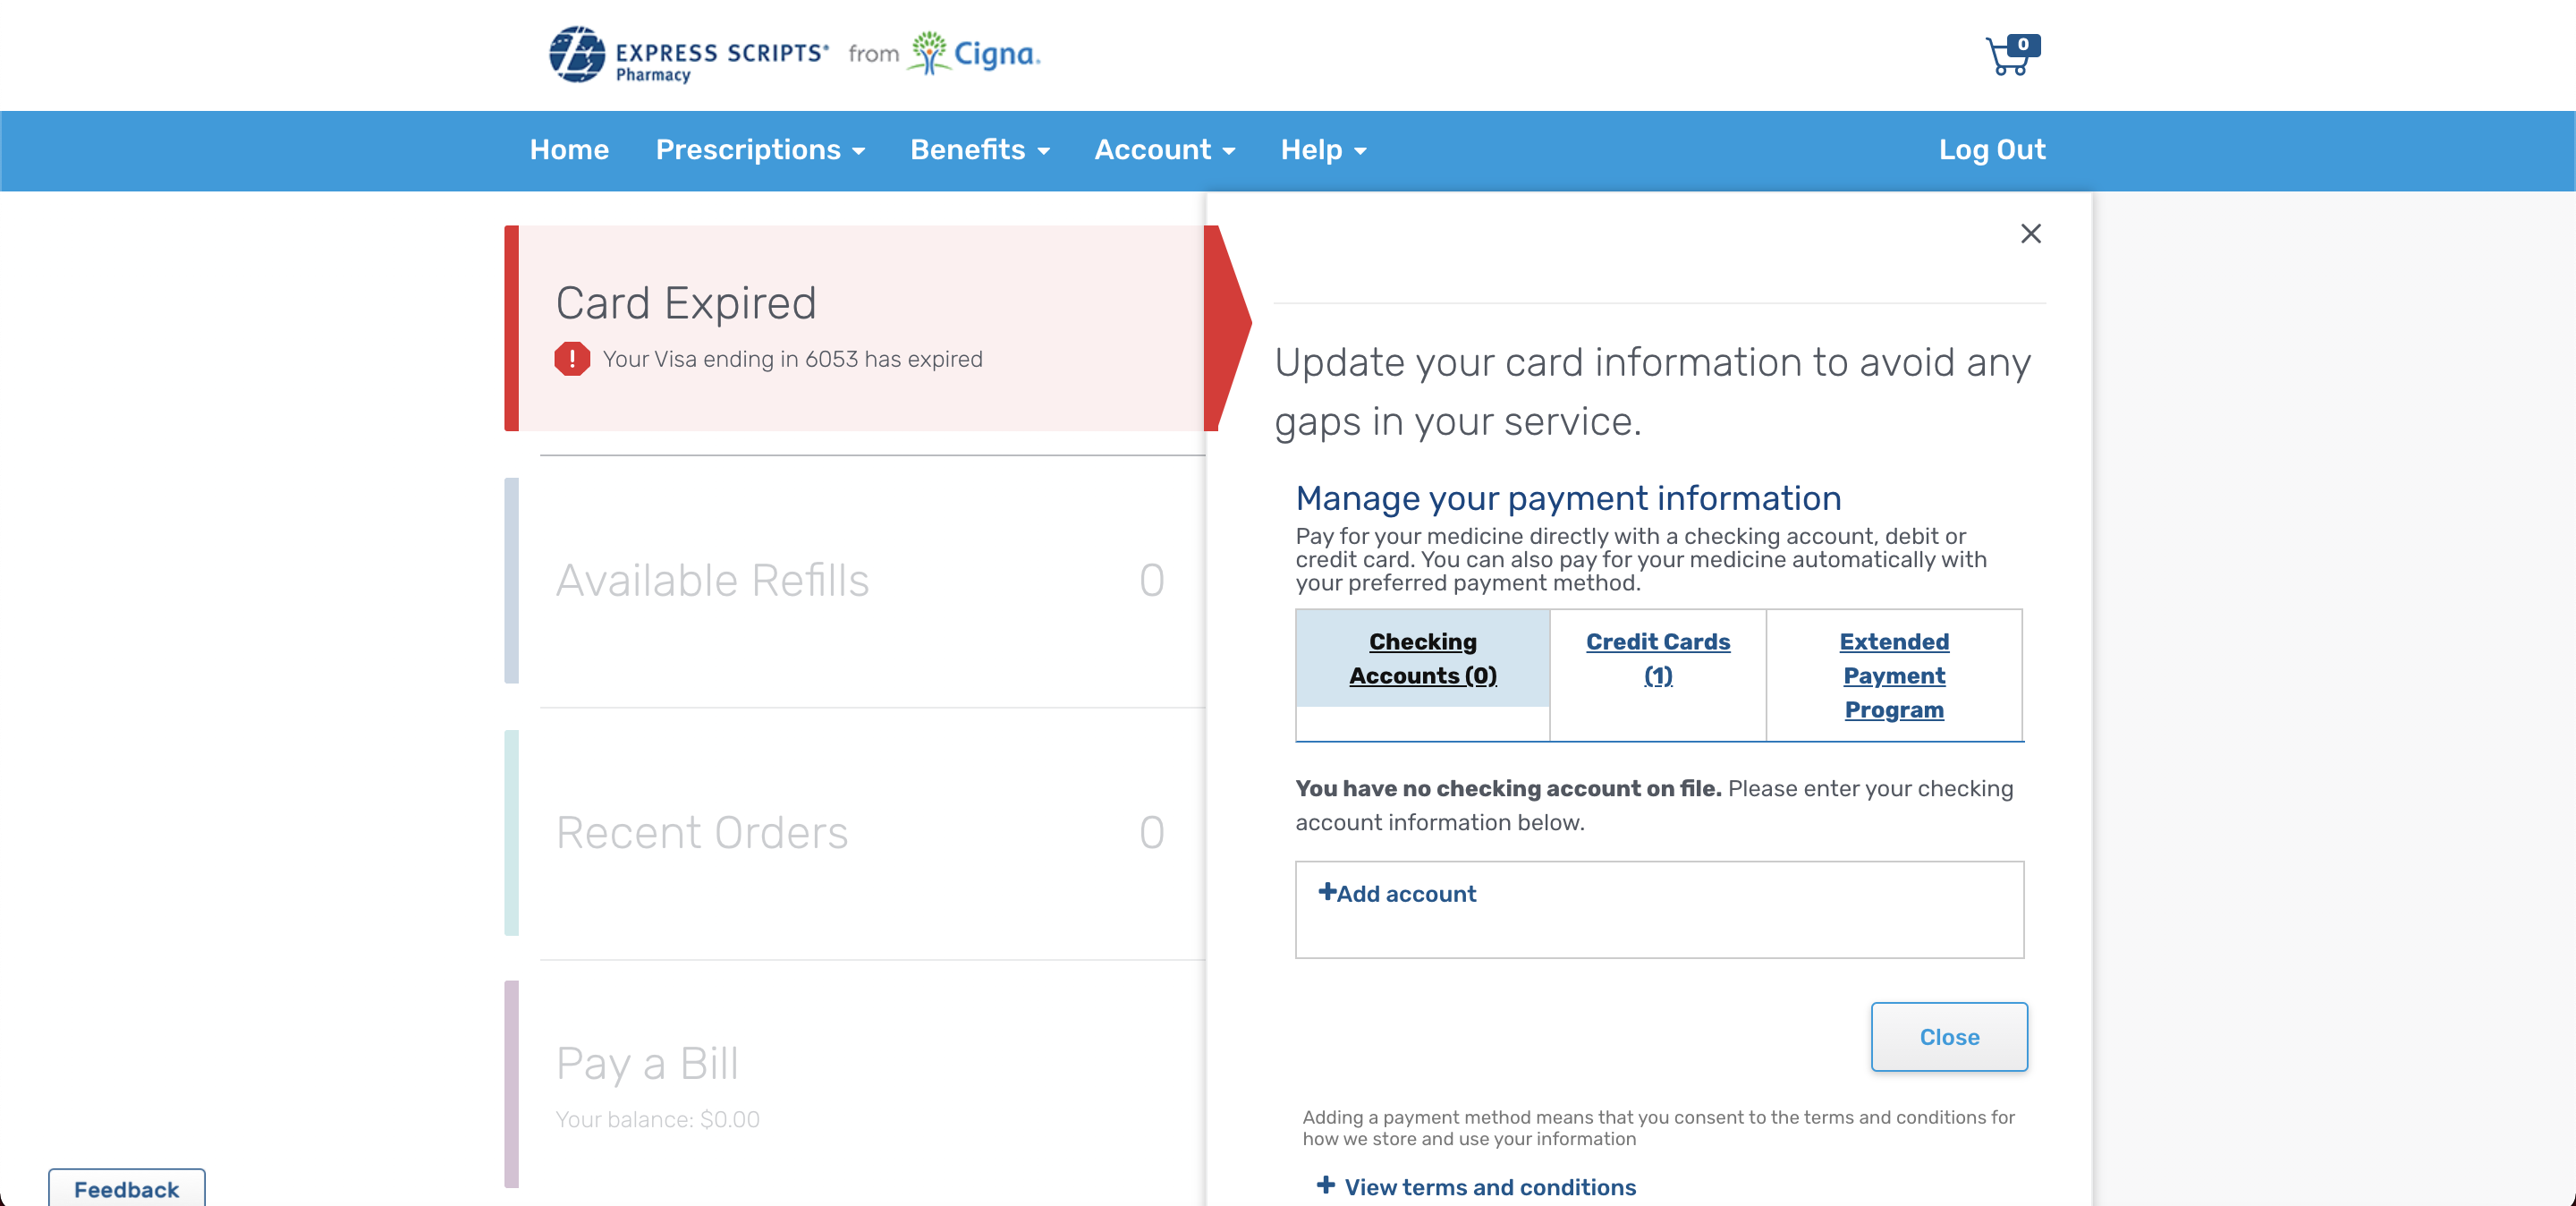 EXPRESS SCRIPTS® from Cigna®
Pharmacy
0
Home Prescriptions Benefits Account Help Log Out
Card Expired
! Your Visa ending in 6053 has expired
Available Refills 0
Recent Orders 0
Pay a Bill
Your balance: $0.00
Feedback
Update your card information to avoid any
gaps in your service.
Manage your payment information
Pay for your medicine directly with a checking account, debit or
credit card. You can also pay for your medicine automatically with
your preferred payment method.
Checking
Accounts (0)
Credit Cards
(1)
Extended
Payment
Program
You have no checking account on file. Please enter your checking
account information below.
+Add account
Close
Adding a payment method means that you consent to the terms and conditions for
how we store and use your information
+ View terms and conditions